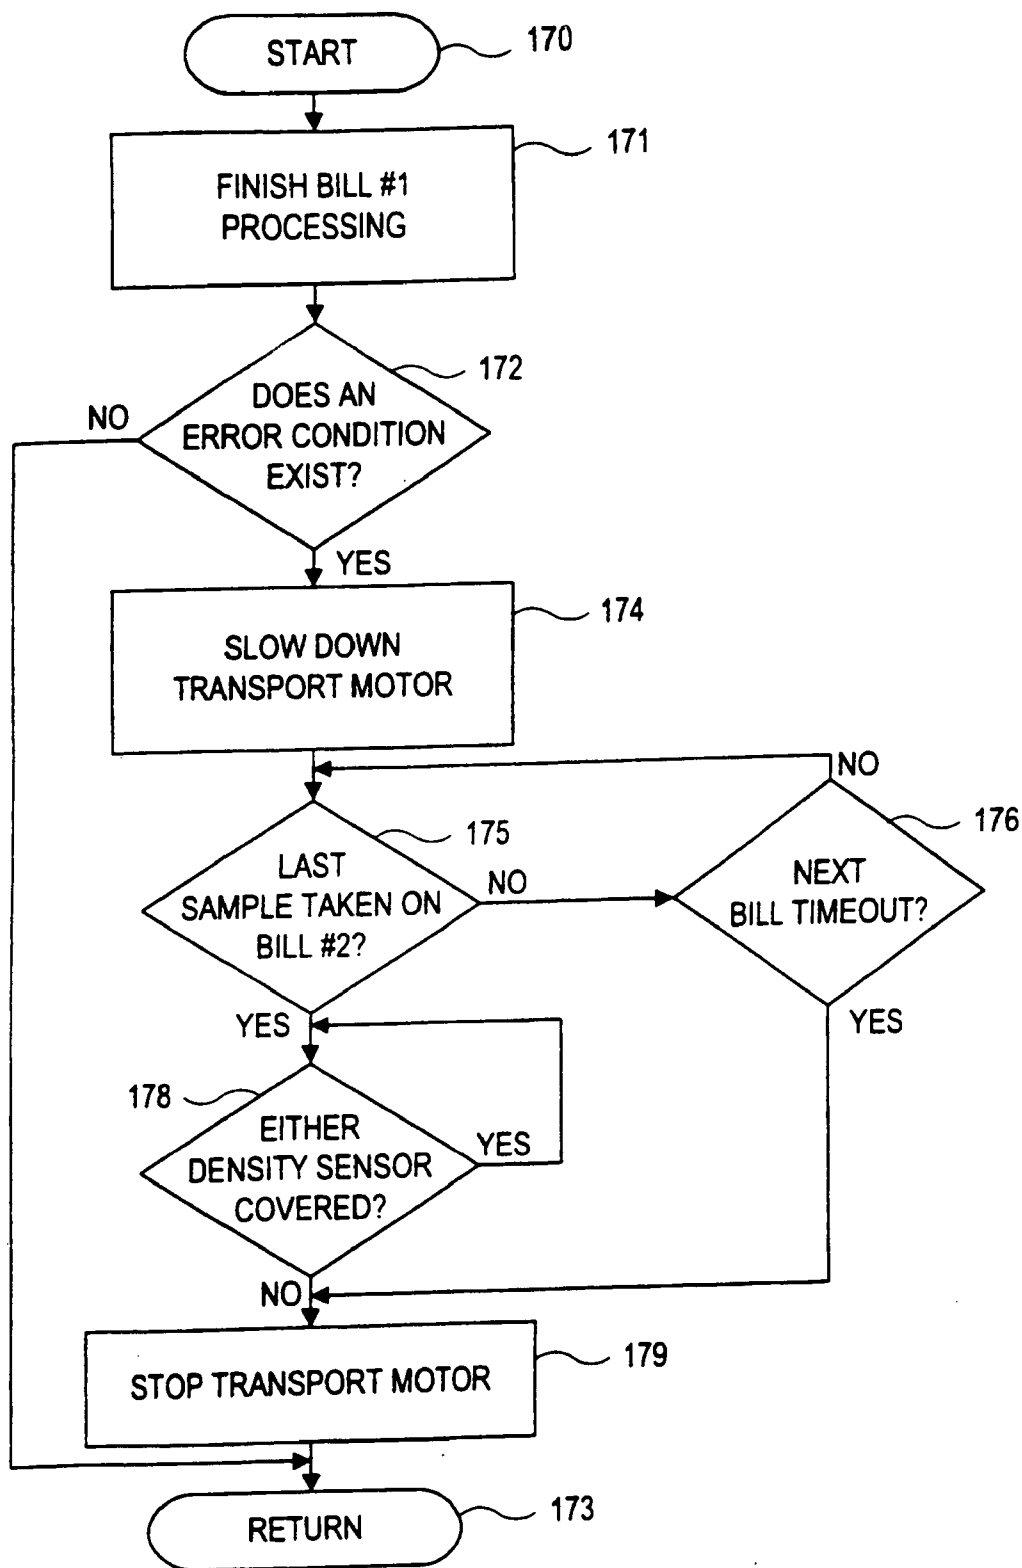 START
170
171
FINISH BILL #1
PROCESSING
172
DOES AN
ERROR CONDITION
EXIST?
NO
YES
174
SLOW DOWN
TRANSPORT MOTOR
NO
175
176
LAST
SAMPLE TAKEN ON
BILL #2?
NO
NEXT
BILL TIMEOUT?
YES
YES
178
EITHER
DENSITY SENSOR
COVERED?
YES
NO
179
STOP TRANSPORT MOTOR
RETURN
173